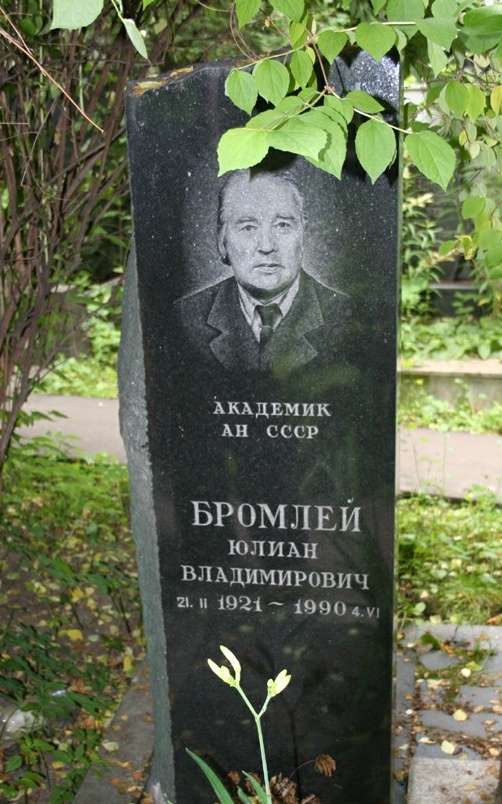 АКАДЕМИК
АН СССР
БРОМЛЕЙ
ЮЛИАН
ВЛАДИМИРОВИЧ
21. II 1921 ~ 1990 4. VI